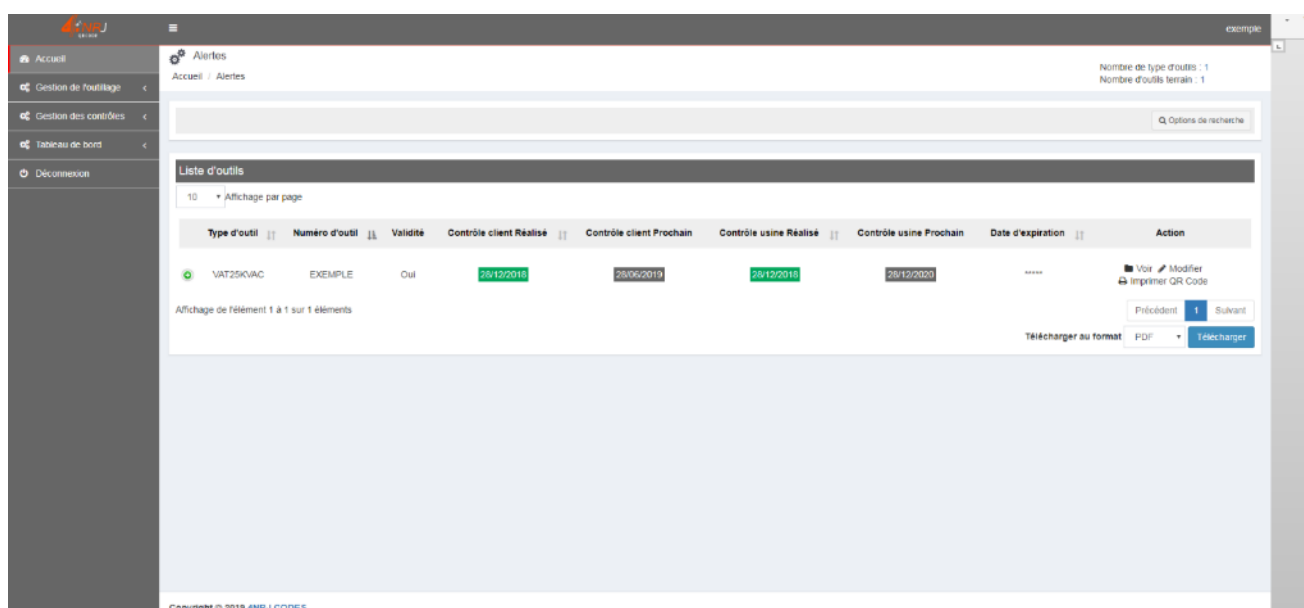 4NRJ
exemple
Accueil
Gestion de l'outillage
Gestion des contrôles
Tableau de bord
Déconnexion
Alertes
Accueil / Alertes
Nombre de type d'outils : 1
Nombre d'outils terrain : 1
Options de recherche
Liste d'outils
10 Affichage par page
Type d'outil Numéro d'outil Validité Contrôle client Réalisé Contrôle client Prochain Contrôle usine Réalisé Contrôle usine Prochain Date d'expiration Action
VAT25KVAC EXEMPLE Oui 28/12/2018 28/06/2019 28/12/2018 28/12/2020 ***** Voir Modifier
Imprimer QR Code
Affichage de l'élément 1 à 1 sur 1 éléments
Précédent 1 Suivant
Télécharger au format PDF Télécharger
Copyright © 2019 4NRJ CODES